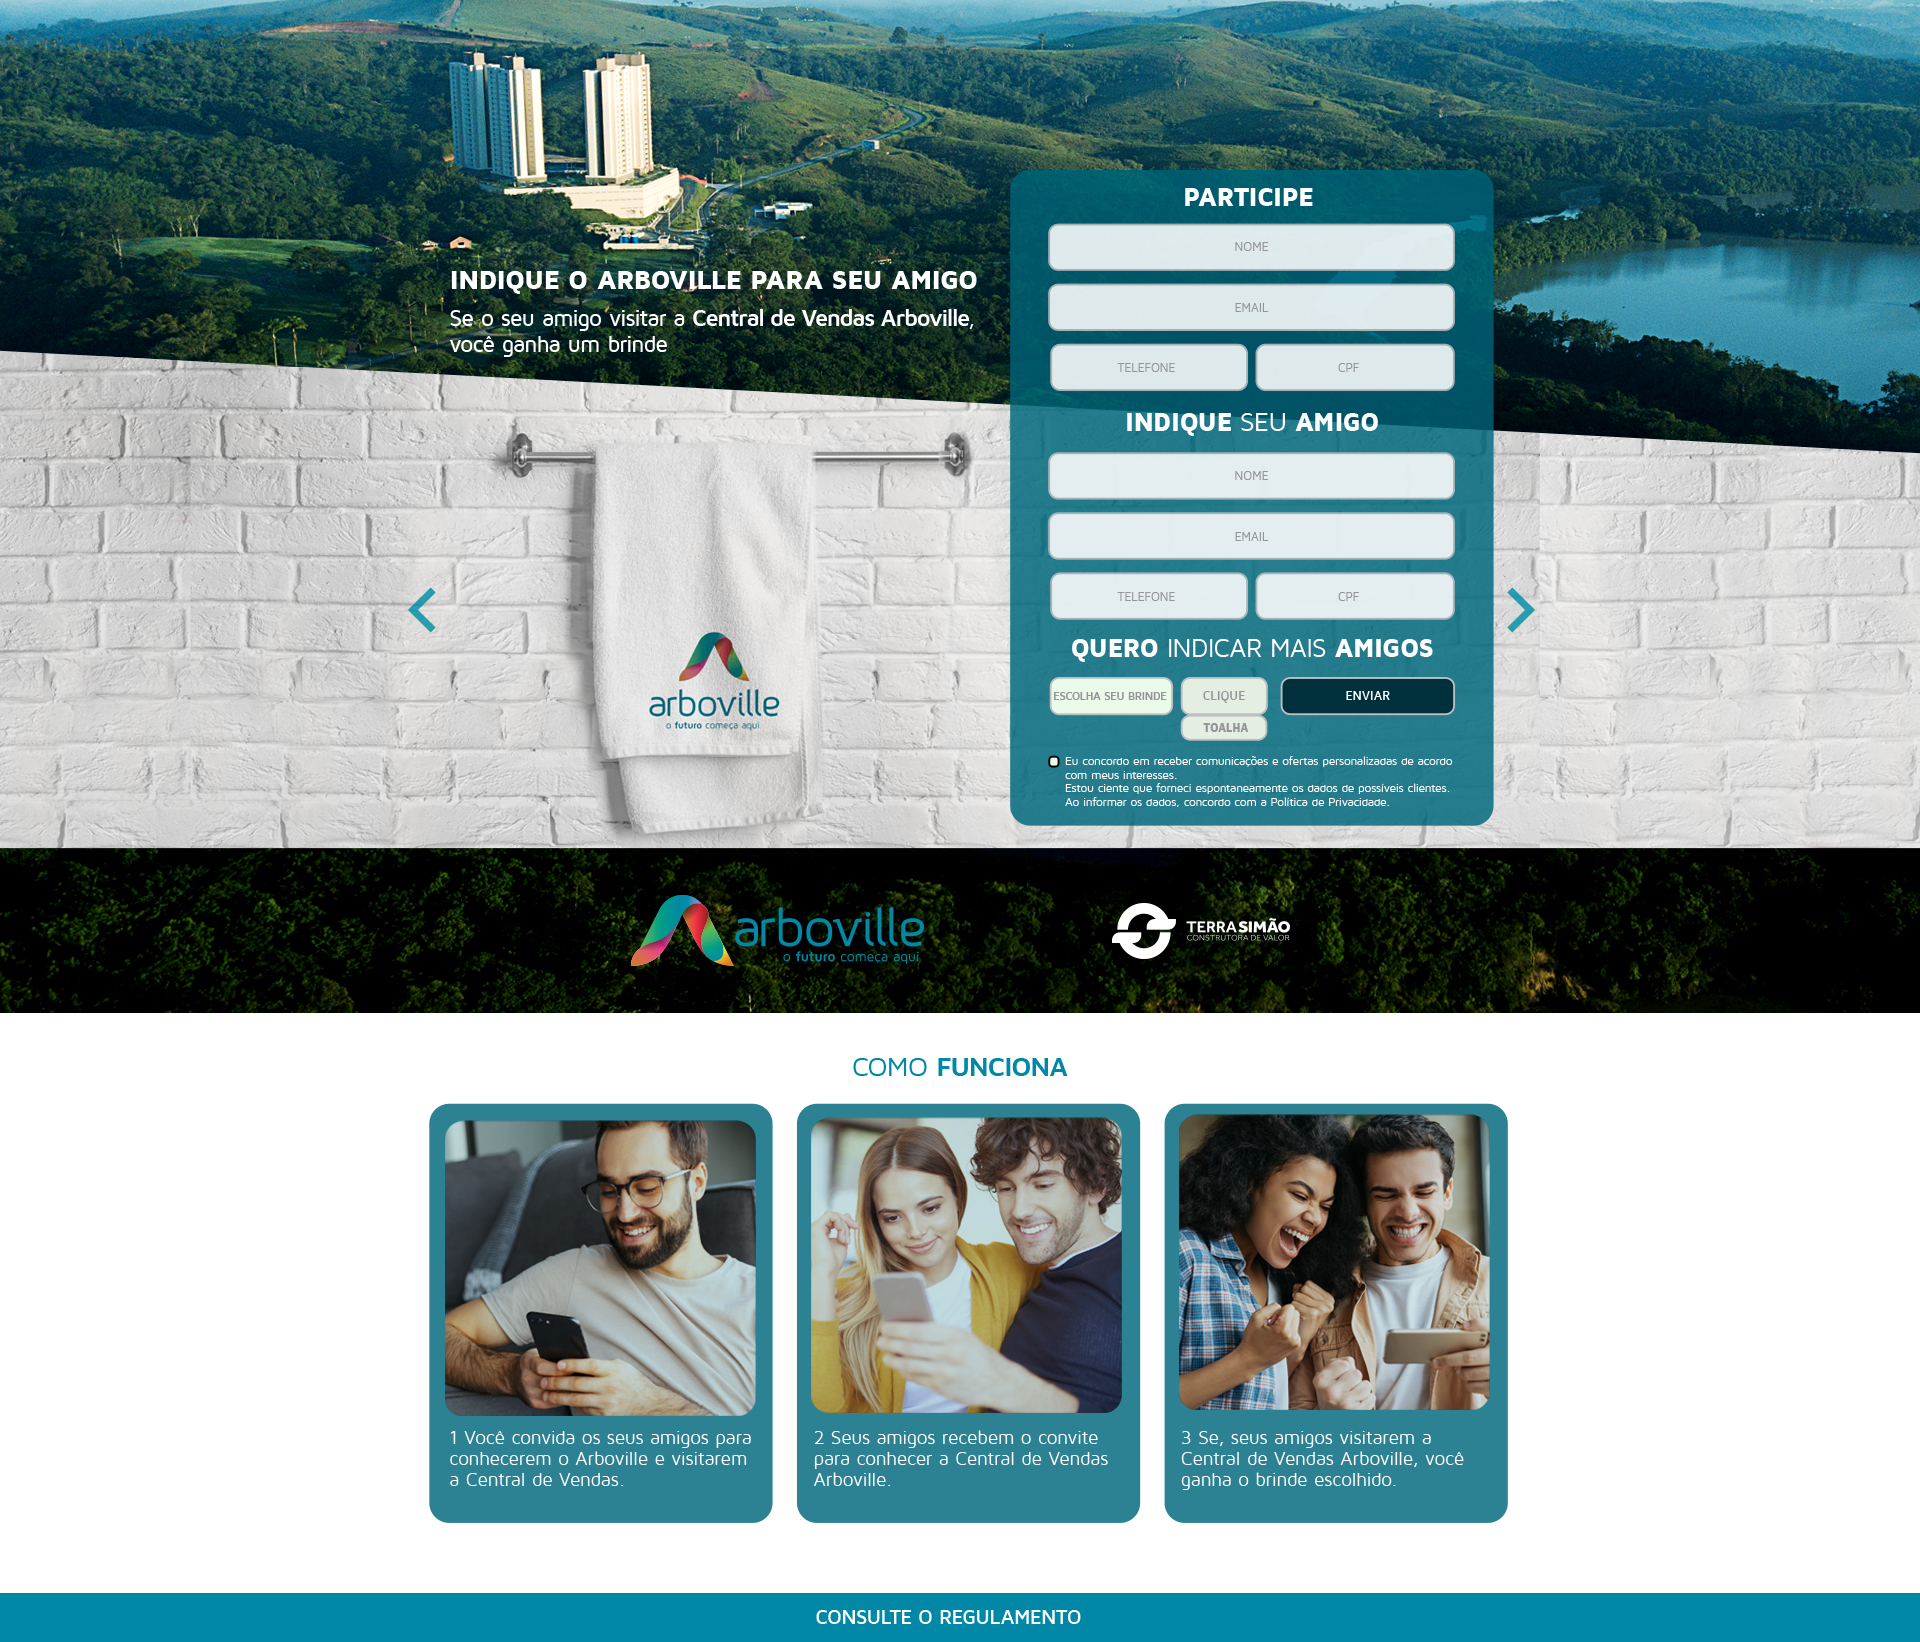 INDIQUE O ARBOVILLE PARA SEU AMIGO
Se o seu amigo visitar a Central de Vendas Arboville,
você ganha um brinde
arboville
o futuro começa aqui
PARTICIPE
NOME
EMAIL
TELEFONE
CPF
INDIQUE SEU AMIGO
NOME
EMAIL
TELEFONE
CPF
QUERO INDICAR MAIS AMIGOS
ESCOLHA SEU BRINDE
CLIQUE
ENVIAR
TOALHA
Eu concordo em receber comunicações e ofertas personalizadas de acordo
com meus interesses.
Estou ciente que forneci espontaneamente os dados de possíveis clientes.
Ao informar os dados, concordo com a Política de Privacidade.
arboville
o futuro começa aqui
TERRA SIMÃO
CONSTRUTORA DE VALOR
COMO FUNCIONA
1 Você convida os seus amigos para
conhecerem o Arboville e visitarem
a Central de Vendas.
2 Seus amigos recebem o convite
para conhecer a Central de Vendas
Arboville.
3 Se, seus amigos visitarem a
Central de Vendas Arboville, você
ganha o brinde escolhido.
CONSULTE O REGULAMENTO